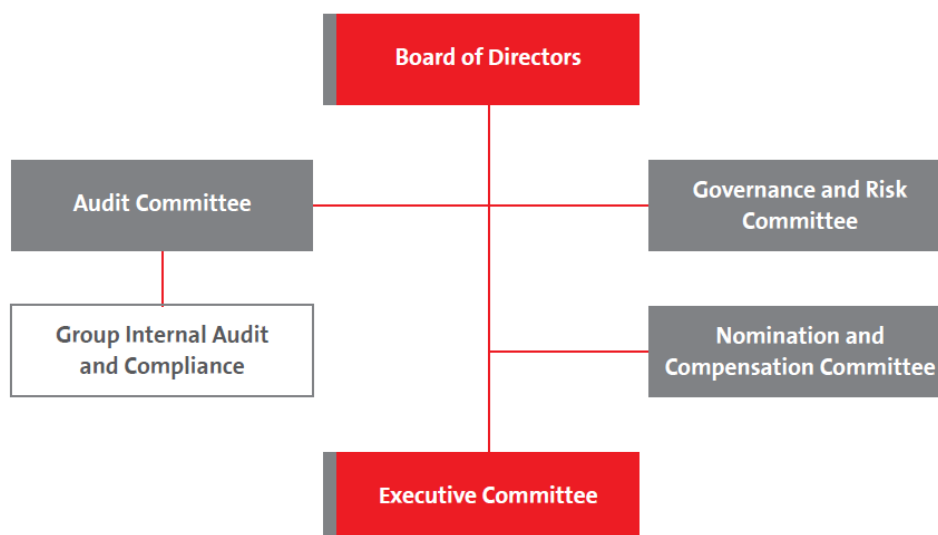 Board of Directors
Audit Committee
Governance and Risk
Committee
Group Internal Audit
and Compliance
Nomination and
Compensation Committee
Executive Committee